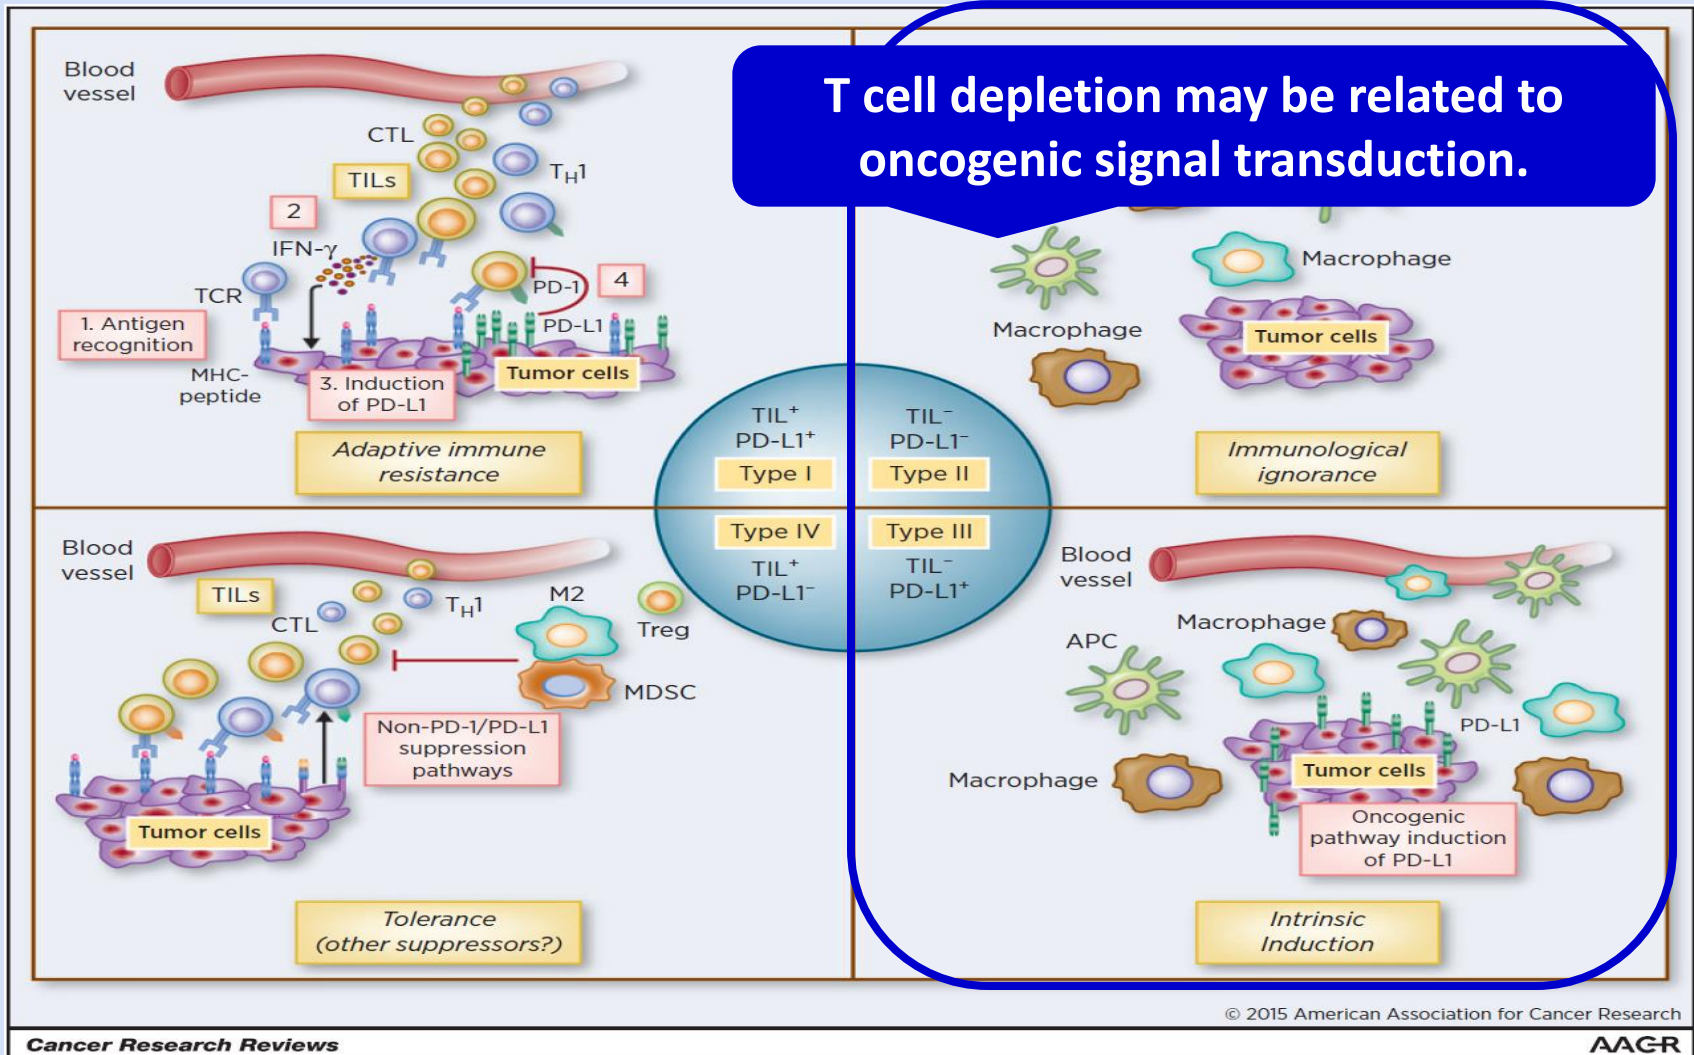 T cell depletion may be related to
oncogenic signal transduction.
Blood
vessel
CTL
TILs
T_H1
2
IFN-γ
TCR
PD-1
4
PD-L1
1. Antigen
recognition
MHC-
peptide
3. Induction
of PD-L1
Tumor cells
Adaptive immune
resistance
Macrophage
Macrophage
Tumor cells
Immunological
ignorance
TIL⁺
PD-L1⁺
Type I
TIL⁻
PD-L1⁻
Type II
Type IV
TIL⁺
PD-L1⁻
Type III
TIL⁻
PD-L1⁺
Blood
vessel
TILs
CTL
T_H1
M2
Treg
MDSC
Non-PD-1/PD-L1
suppression
pathways
Tumor cells
Tolerance
(other suppressors?)
Blood
vessel
Macrophage
APC
PD-L1
Macrophage
Tumor cells
Oncogenic
pathway induction
of PD-L1
Intrinsic
Induction
© 2015 American Association for Cancer Research
Cancer Research Reviews
AACR